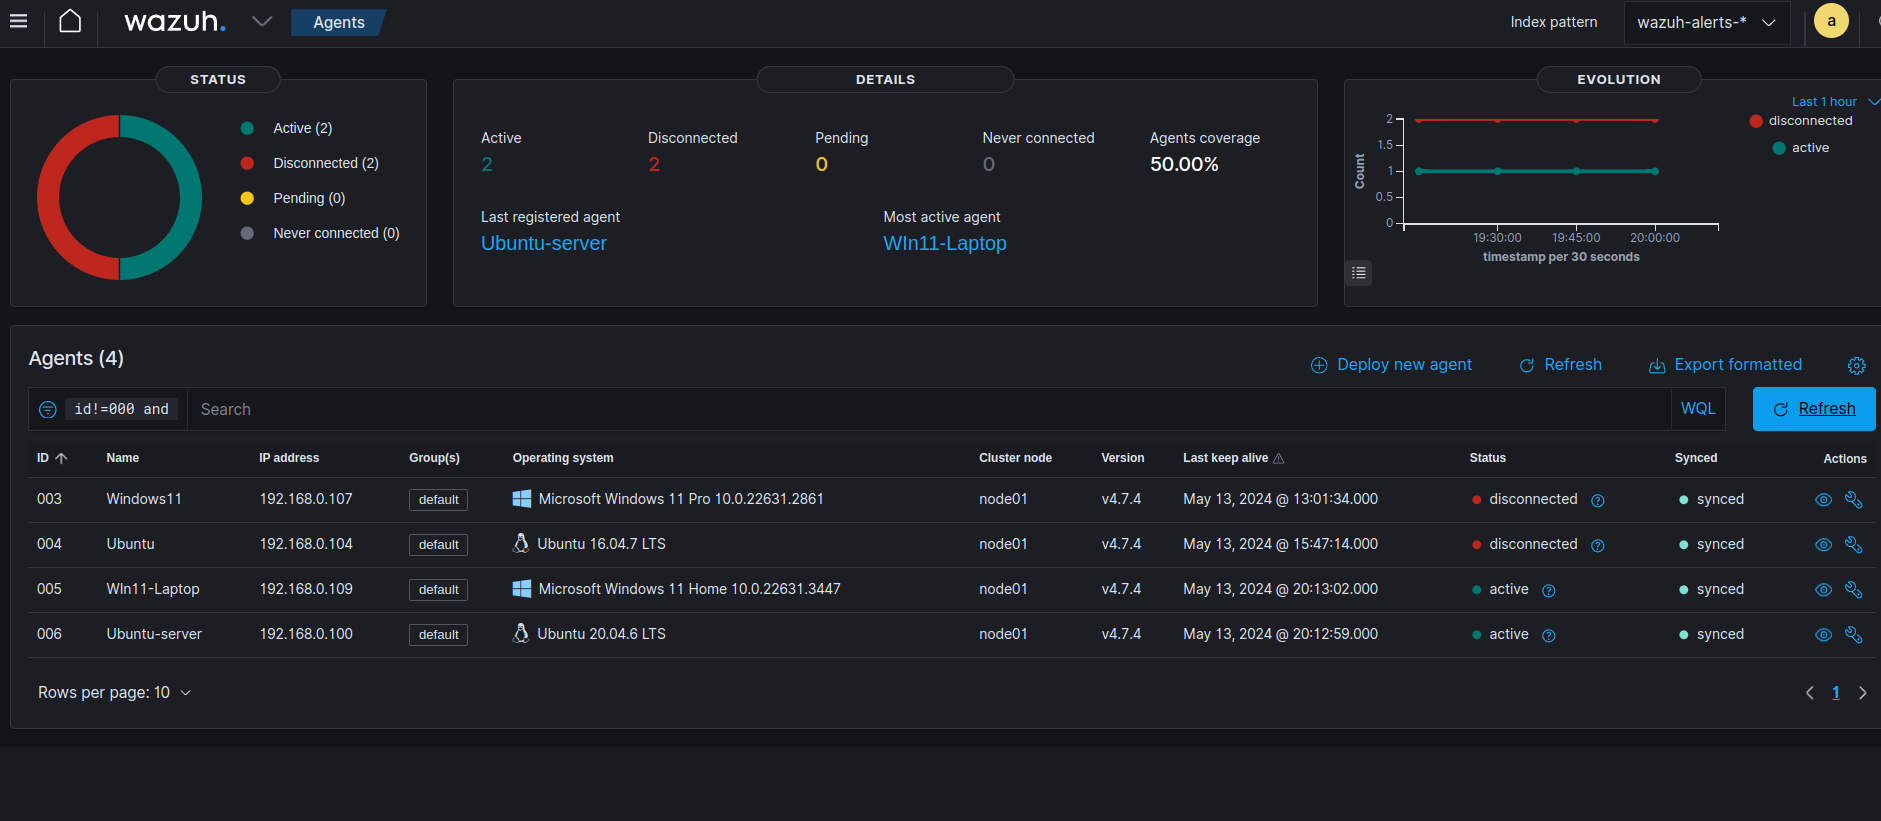 wazuh. Agents Index pattern wazuh-alerts-* a
STATUS
Active (2)
Disconnected (2)
Pending (0)
Never connected (0)
DETAILS
Active Disconnected Pending Never connected Agents coverage
2 2 0 0 50.00%
Last registered agent Most active agent
Ubuntu-server WIn11-Laptop
EVOLUTION
Last 1 hour
disconnected
active
Count
2
1.5
1
0.5
0
19:30:00 19:45:00 20:00:00
timestamp per 30 seconds
Agents (4)
Deploy new agent Refresh Export formatted
id!=000 and Search WQL Refresh
ID Name IP address Group(s) Operating system Cluster node Version Last keep alive Status Synced Actions
003 Windows11 192.168.0.107 default Microsoft Windows 11 Pro 10.0.22631.2861 node01 v4.7.4 May 13, 2024 @ 13:01:34.000 disconnected ? synced
004 Ubuntu 192.168.0.104 default Ubuntu 16.04.7 LTS node01 v4.7.4 May 13, 2024 @ 15:47:14.000 disconnected ? synced
005 WIn11-Laptop 192.168.0.109 default Microsoft Windows 11 Home 10.0.22631.3447 node01 v4.7.4 May 13, 2024 @ 20:13:02.000 active ? synced
006 Ubuntu-server 192.168.0.100 default Ubuntu 20.04.6 LTS node01 v4.7.4 May 13, 2024 @ 20:12:59.000 active ? synced
Rows per page: 10 1